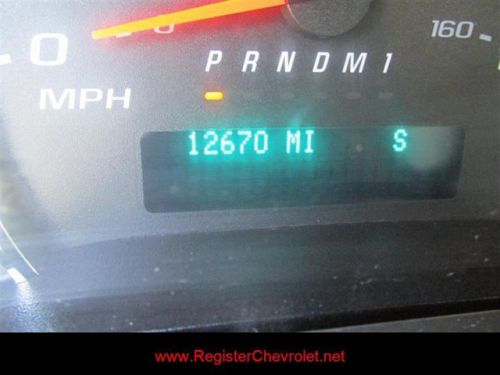 0 160
P R N D M 1
MPH
12670 MI S
www.RegisterChevrolet.net